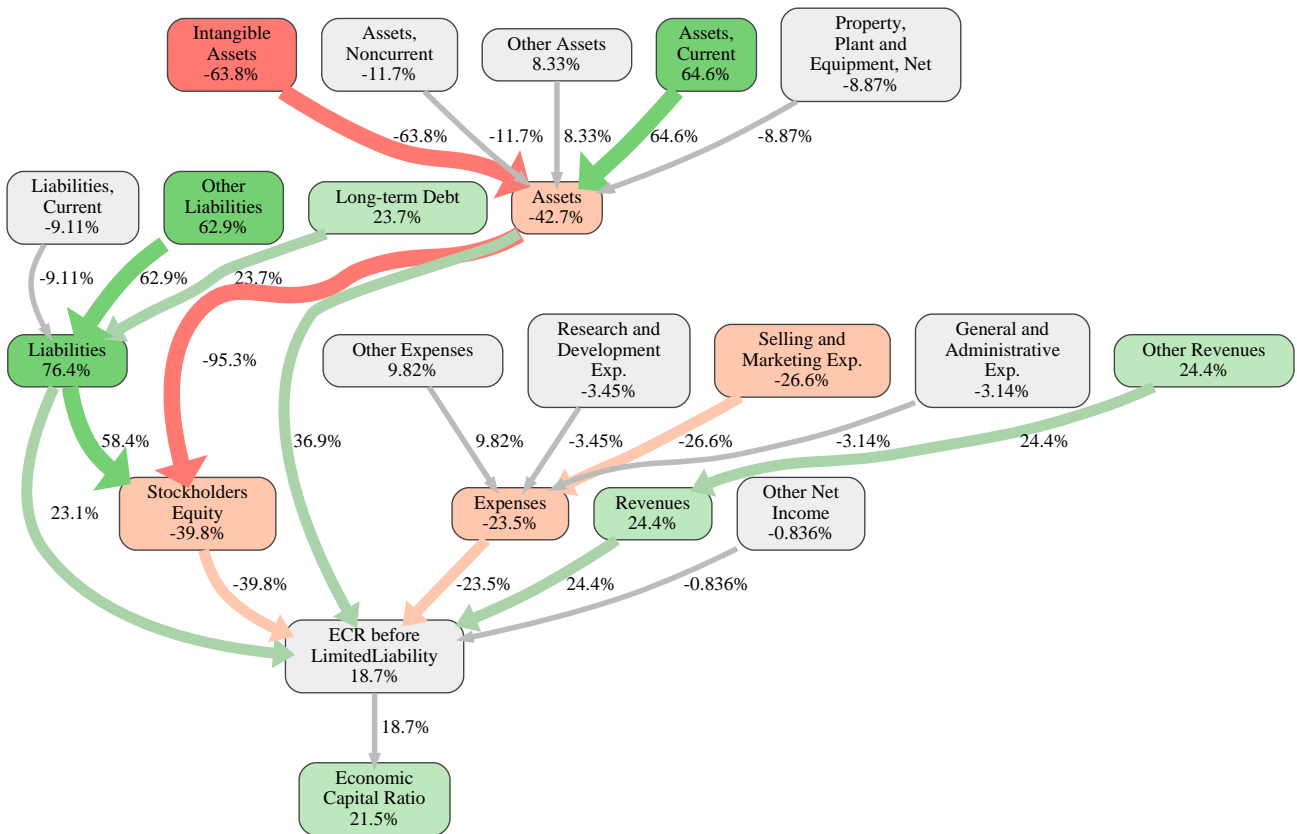 Intangible
Assets
-63.8%
Assets,
Noncurrent
-11.7%
Other Assets
8.33%
Assets,
Current
64.6%
Property,
Plant and
Equipment, Net
-8.87%
-63.8%
-11.7%
8.33%
64.6%
-8.87%
Liabilities,
Current
-9.11%
Other
Liabilities
62.9%
Long-term Debt
23.7%
Assets
-42.7%
-9.11%
62.9%
23.7%
Liabilities
76.4%
-95.3%
Other Expenses
9.82%
Research and
Development
Exp.
-3.45%
Selling and
Marketing Exp.
-26.6%
General and
Administrative
Exp.
-3.14%
Other Revenues
24.4%
58.4%
36.9%
9.82%
-3.45%
-26.6%
-3.14%
24.4%
23.1%
Stockholders
Equity
-39.8%
Expenses
-23.5%
Revenues
24.4%
Other Net
Income
-0.836%
-39.8%
-23.5%
24.4%
-0.836%
ECR before
LimitedLiability
18.7%
18.7%
Economic
Capital Ratio
21.5%